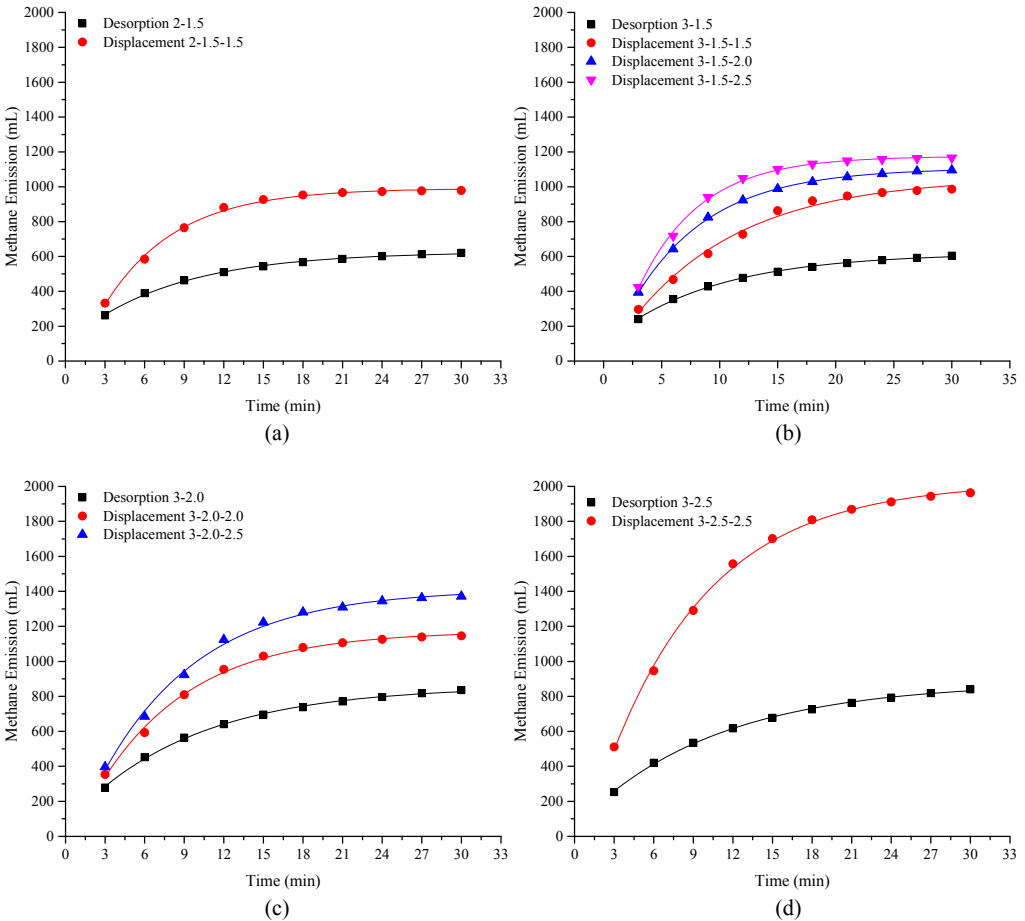 Desorption 2-1.5
Displacement 2-1.5-1.5
2000
1800
1600
1400
1200
1000
800
600
400
200
0
Methane Emission (mL)
0 3 6 9 12 15 18 21 24 27 30 33
Time (min)
(a)
Desorption 3-1.5
Displacement 3-1.5-1.5
Displacement 3-1.5-2.0
Displacement 3-1.5-2.5
2000
1800
1600
1400
1200
1000
800
600
400
200
0
Methane Emission (mL)
0 5 10 15 20 25 30 35
Time (min)
(b)
Desorption 3-2.0
Displacement 3-2.0-2.0
Displacement 3-2.0-2.5
2000
1800
1600
1400
1200
1000
800
600
400
200
0
Methane Emission (mL)
0 3 6 9 12 15 18 21 24 27 30 33
Time (min)
(c)
Desorption 3-2.5
Displacement 3-2.5-2.5
2000
1800
1600
1400
1200
1000
800
600
400
200
0
Methane Emission (mL)
0 3 6 9 12 15 18 21 24 27 30 33
Time (min)
(d)